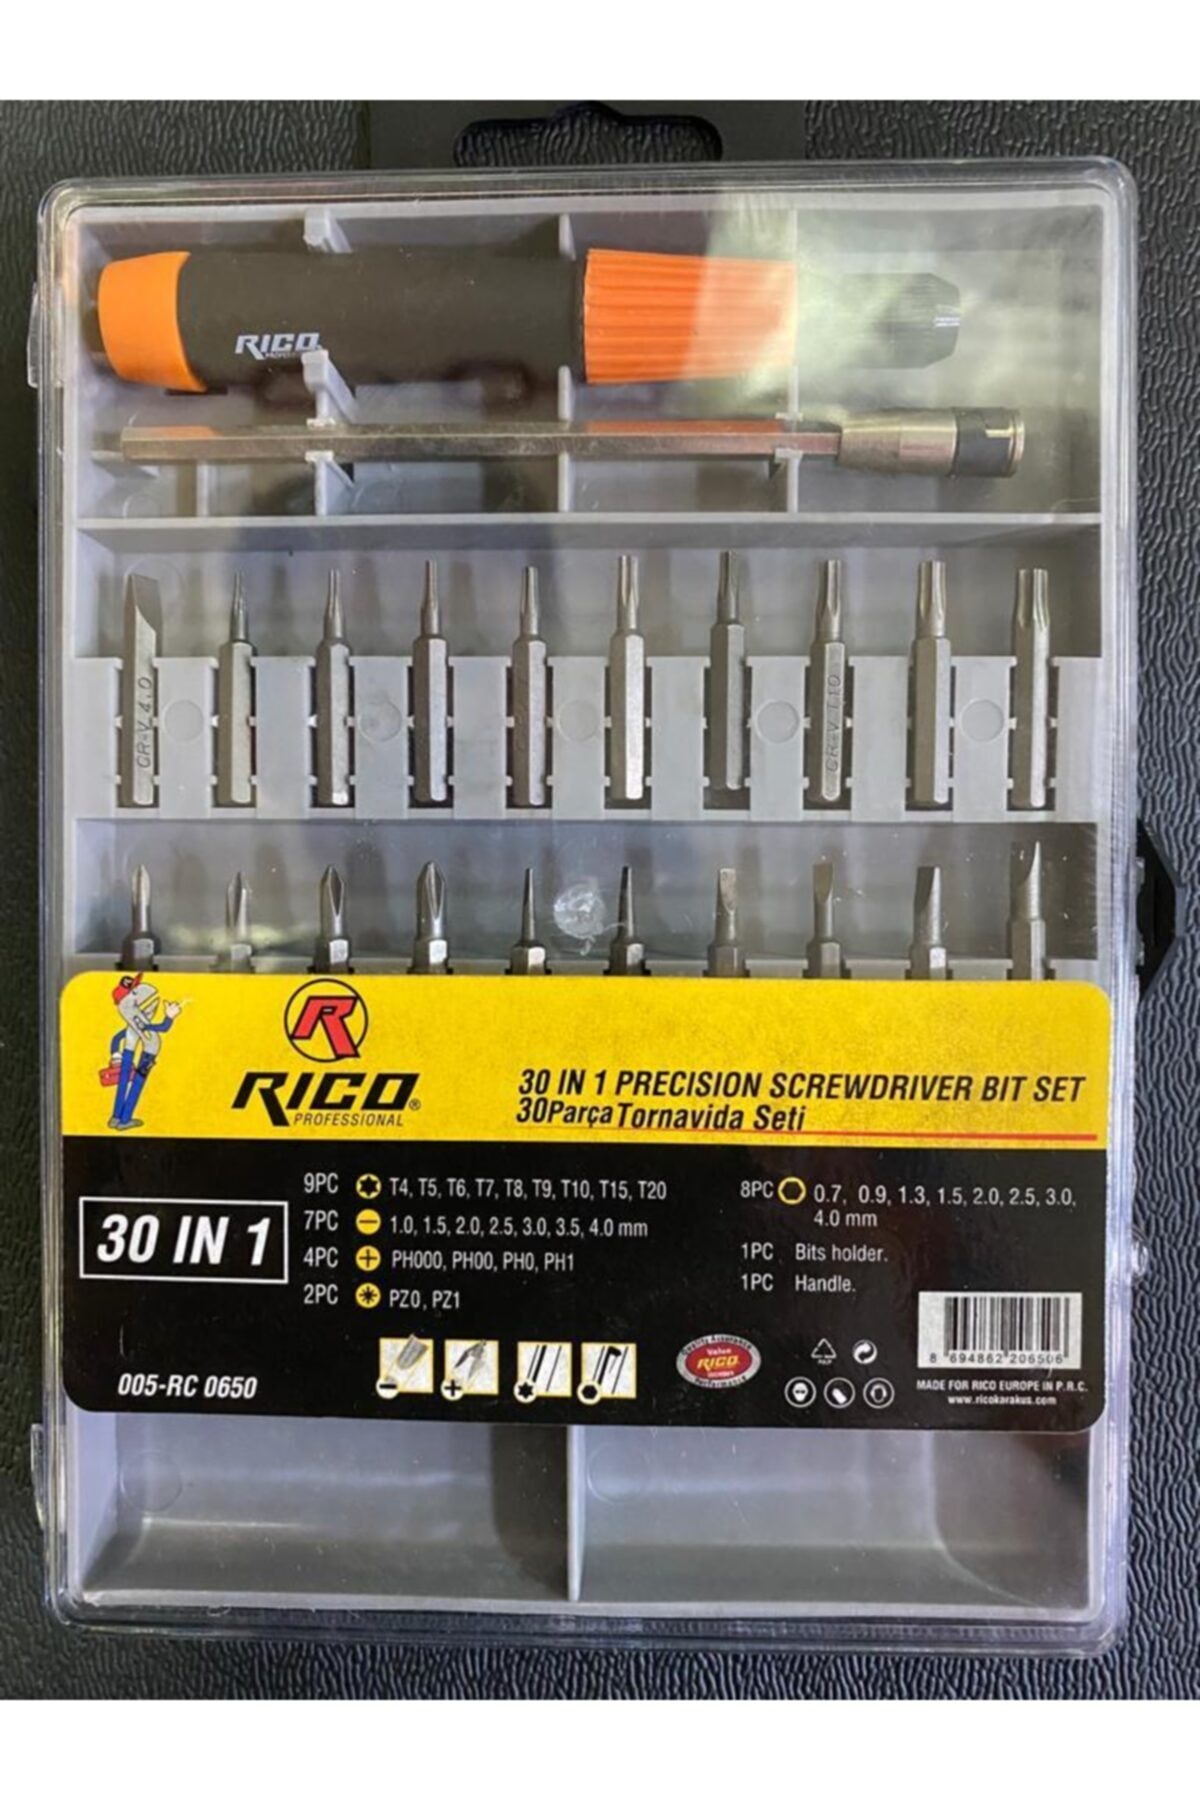 RICO
CR-V 4.0
CR-V T10
R
RICO®
PROFESSIONAL
30 IN 1 PRECISION SCREWDRIVER BIT SET
30Parça Tornavida Seti
30 IN 1
9PC T4, T5, T6, T7, T8, T9, T10, T15, T20
7PC 1.0, 1.5, 2.0, 2.5, 3.0, 3.5, 4.0 mm
4PC PH000, PH00, PH0, PH1
2PC PZ0, PZ1
8PC 0.7, 0.9, 1.3, 1.5, 2.0, 2.5, 3.0,
4.0 mm
1PC Bits holder.
1PC Handle.
005-RC 0650
Quality Assurance
Value
RICO
Performance
8 694862 206506
MADE FOR RICO EUROPE IN P.R.C.
www.ricokarakus.com